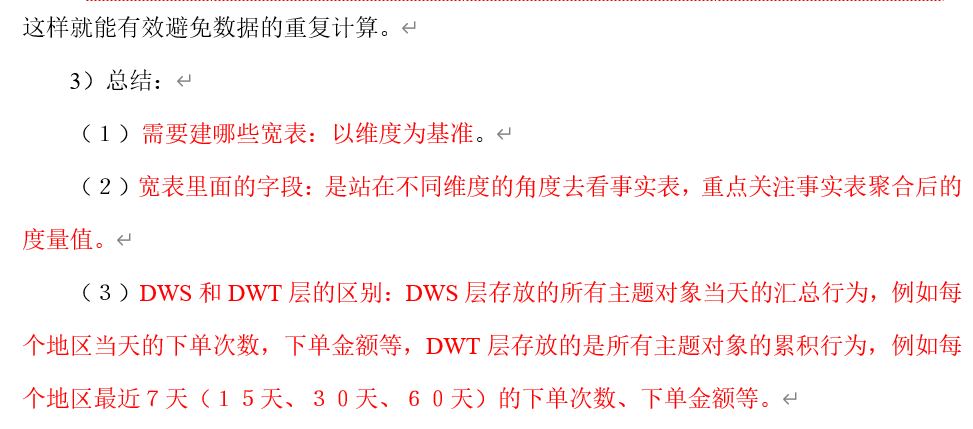 这样就能有效避免数据的重复计算。↵
3）总结：↵
（１）需要建哪些宽表：以维度为基准。↵
（２）宽表里面的字段：是站在不同维度的角度去看事实表，重点关注事实表聚合后的
度量值。↵
（３）DWS 和 DWT 层的区别：DWS 层存放的所有主题对象当天的汇总行为，例如每
个地区当天的下单次数，下单金额等，DWT 层存放的是所有主题对象的累积行为，例如每
个地区最近７天（１５天、３０天、６０天）的下单次数、下单金额等。↵